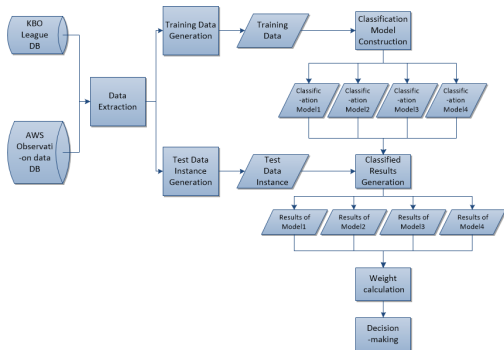 KBO
League
DB
AWS
Observati
-on data
DB
Data
Extraction
Training Data
Generation
Training
Data
Classification
Model
Construction
Classific
-ation
Model1
Classific
-ation
Model2
Classific
-ation
Model3
Classific
-ation
Model4
Test Data
Instance
Generation
Test
Data
Instance
Classified
Results
Generation
Results of
Model1
Results of
Model2
Results of
Model3
Results of
Model4
Weight
calculation
Decision
-making